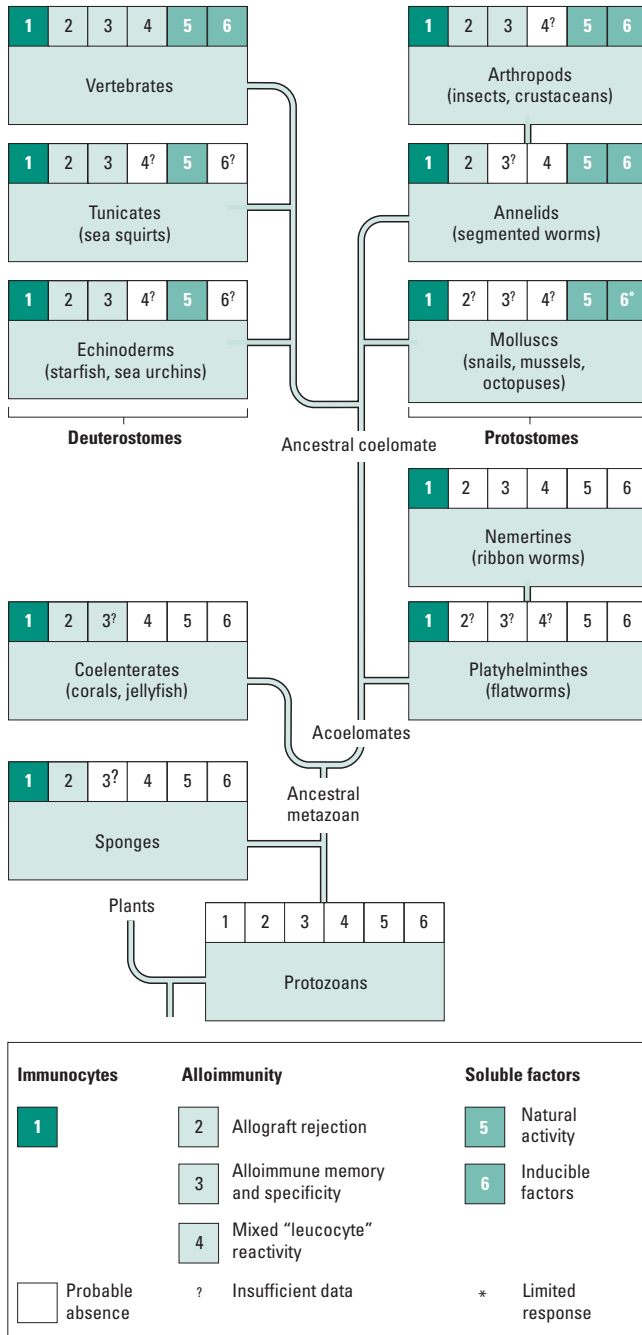 1 2 3 4 5 6
Vertebrates
1 2 3 4? 5 6?
Tunicates
(sea squirts)
1 2 3 4? 5 6?
Echinoderms
(starfish, sea urchins)
Deuterostomes
1 2 3 4? 5 6
Arthropods
(insects, crustaceans)
1 2 3? 4 5 6
Annelids
(segmented worms)
1 2? 3? 4? 5 6*
Molluscs
(snails, mussels,
octopuses)
Protostomes
Ancestral coelomate
1 2 3 4 5 6
Nemertines
(ribbon worms)
1 2 3? 4 5 6
Coelenterates
(corals, jellyfish)
1 2? 3? 4? 5 6
Platyhelminthes
(flatworms)
Acoelomates
Ancestral
metazoan
1 2 3? 4 5 6
Sponges
Plants
1 2 3 4 5 6
Protozoans
Immunocytes
1
Alloimmunity
2 Allograft rejection
3 Alloimmune memory
and specificity
4 Mixed “leucocyte”
reactivity
Soluble factors
5 Natural
activity
6 Inducible
factors
Probable
absence
? Insufficient data
* Limited
response